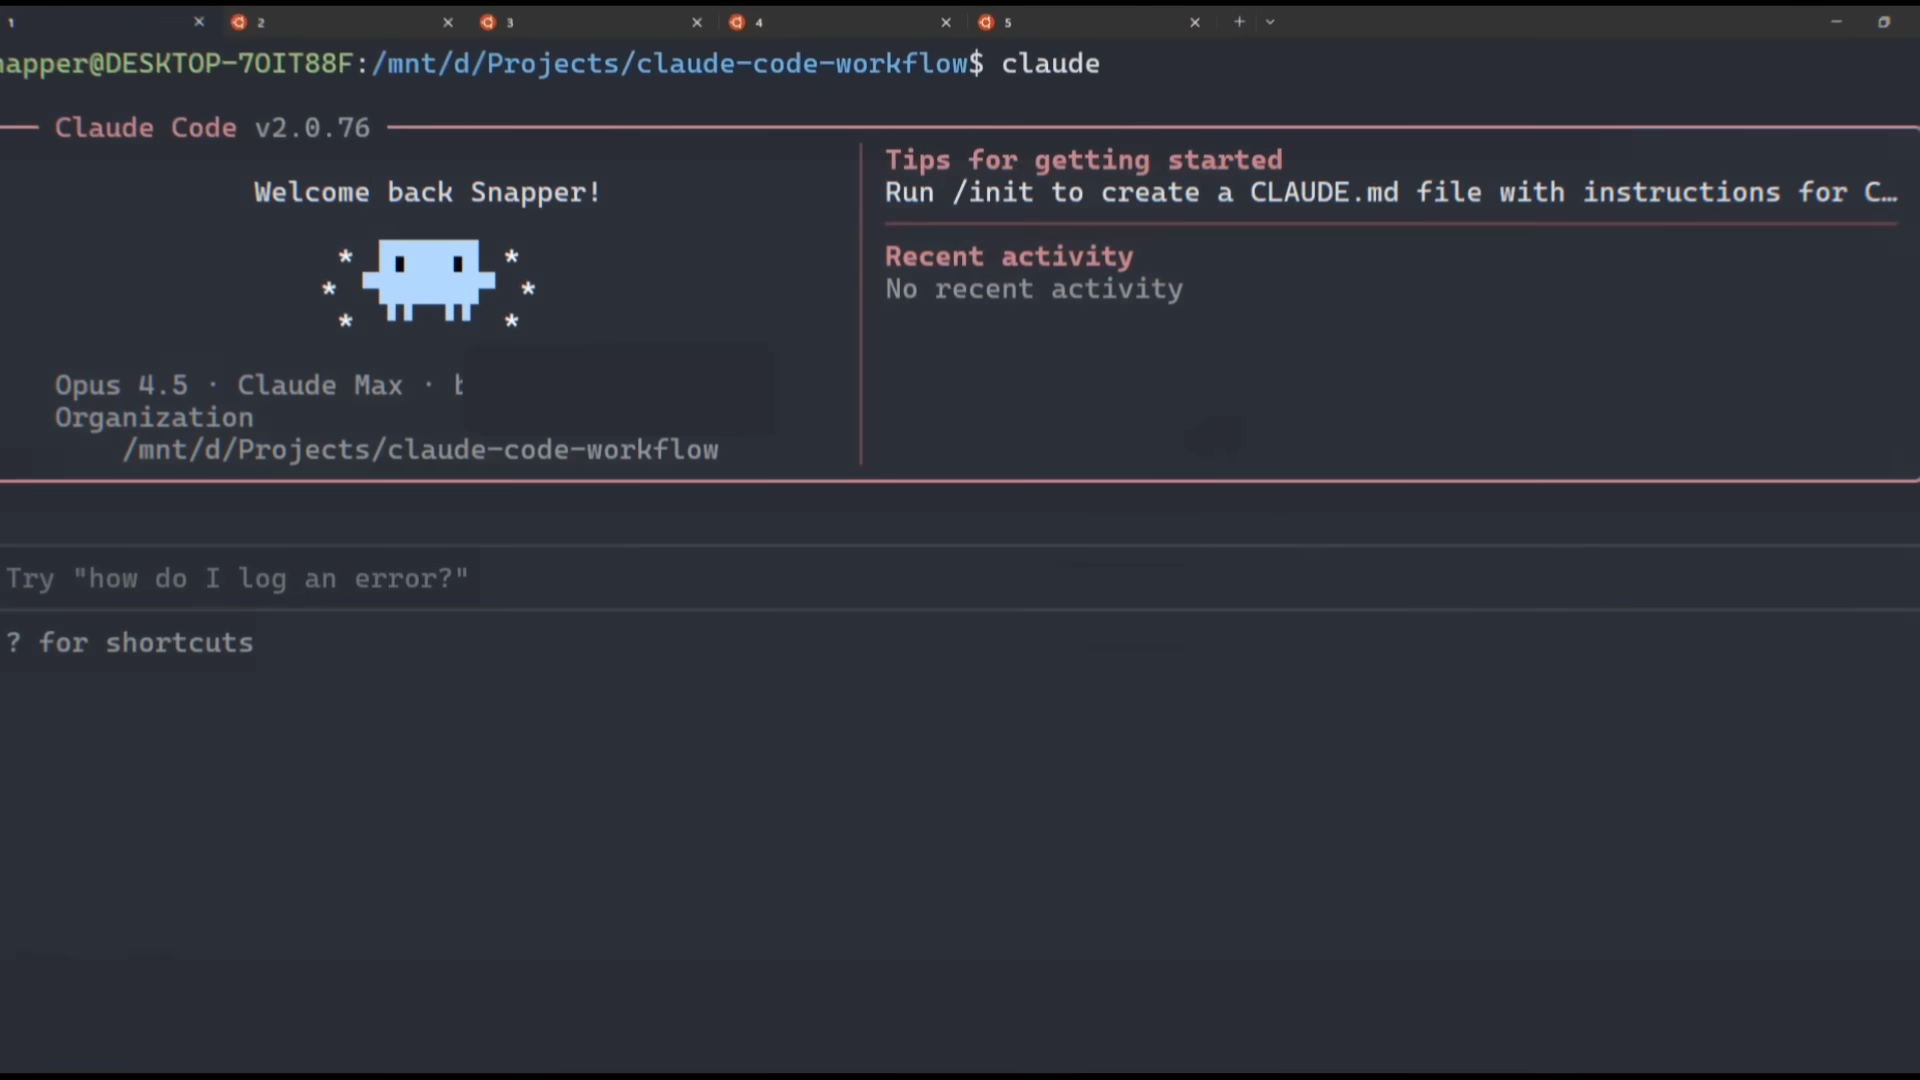 1 2 3 4 5
napper@DESKTOP-7OIT88F:/mnt/d/Projects/claude-code-workflow$ claude
Claude Code v2.0.76
Welcome back Snapper!
* *
* *
* *
Opus 4.5 · Claude Max · b
Organization
/mnt/d/Projects/claude-code-workflow
Tips for getting started
Run /init to create a CLAUDE.md file with instructions for C…
Recent activity
No recent activity
Try "how do I log an error?"
? for shortcuts